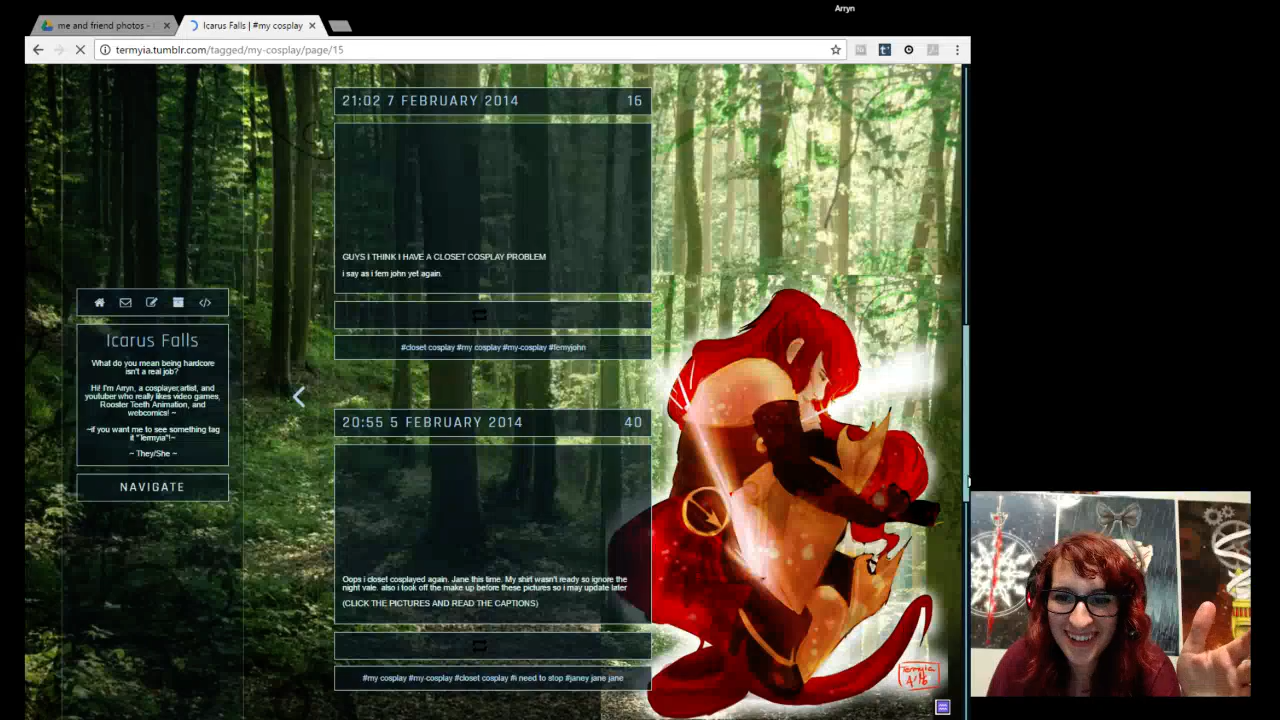 Arryn
me and friend photos -
Icarus Falls | #my cosplay
termyia.tumblr.com/tagged/my-cosplay/page/15
21:02 7 FEBRUARY 2014 16
GUYS I THINK I HAVE A CLOSET COSPLAY PROBLEM
i say as i fem john yet again.
#closet cosplay #my cosplay #my-cosplay #femyjohn
Icarus Falls
What do you mean being hardcore
isn't a real job?
Hi! I'm Arryn, a cosplayer,artist, and
youtuber who really likes video games,
Rooster Teeth Animation, and
webcomics! ~
~if you want me to see something tag
it "Termyia"!~
~ They/She ~
NAVIGATE
20:55 5 FEBRUARY 2014 40
Oops i closet cosplayed again. Jane this time. My shirt wasn't ready so ignore the
night vale. also i took off the make up before these pictures so i may update later
(CLICK THE PICTURES AND READ THE CAPTIONS)
#my cosplay #my-cosplay #closet cosplay #i need to stop #janey jane jane
Termyia